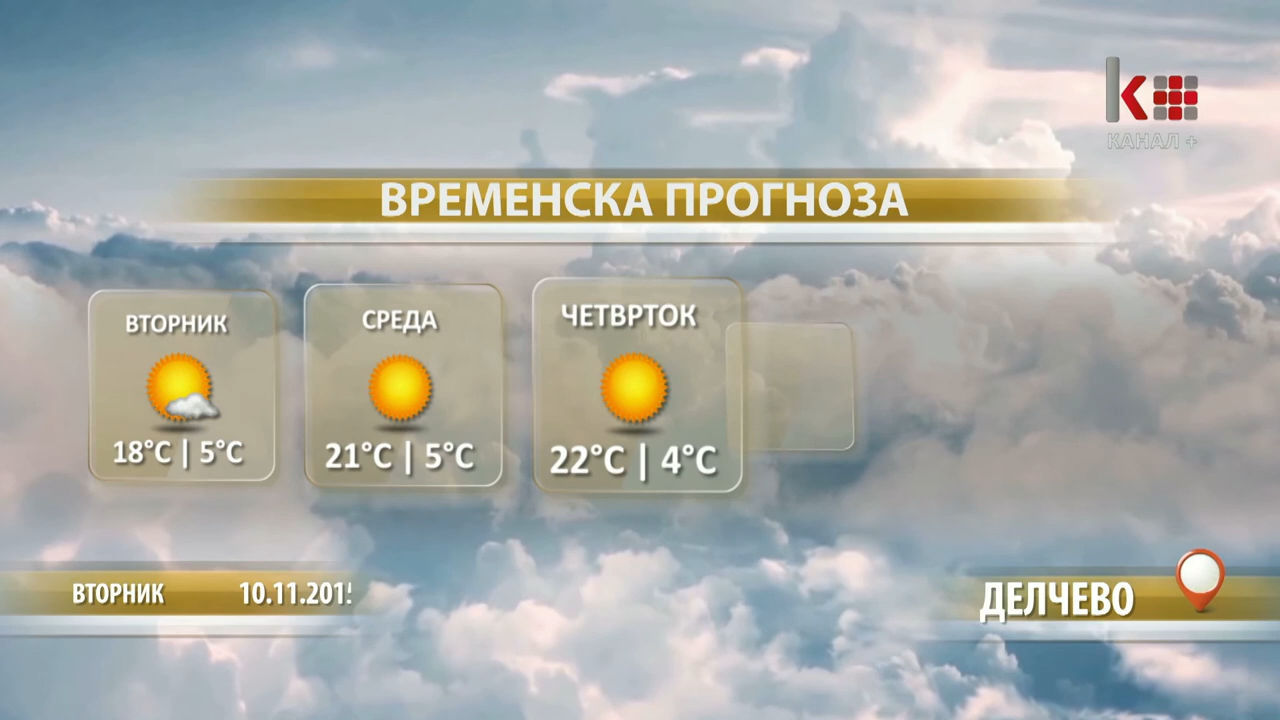 КАНАЛ +
ВРЕМЕНСКА ПРОГНОЗА
ВТОРНИК
18°C | 5°C
СРЕДА
21°C | 5°C
ЧЕТВРТОК
22°C | 4°C
ВТОРНИК
ДЕЛЧЕВО